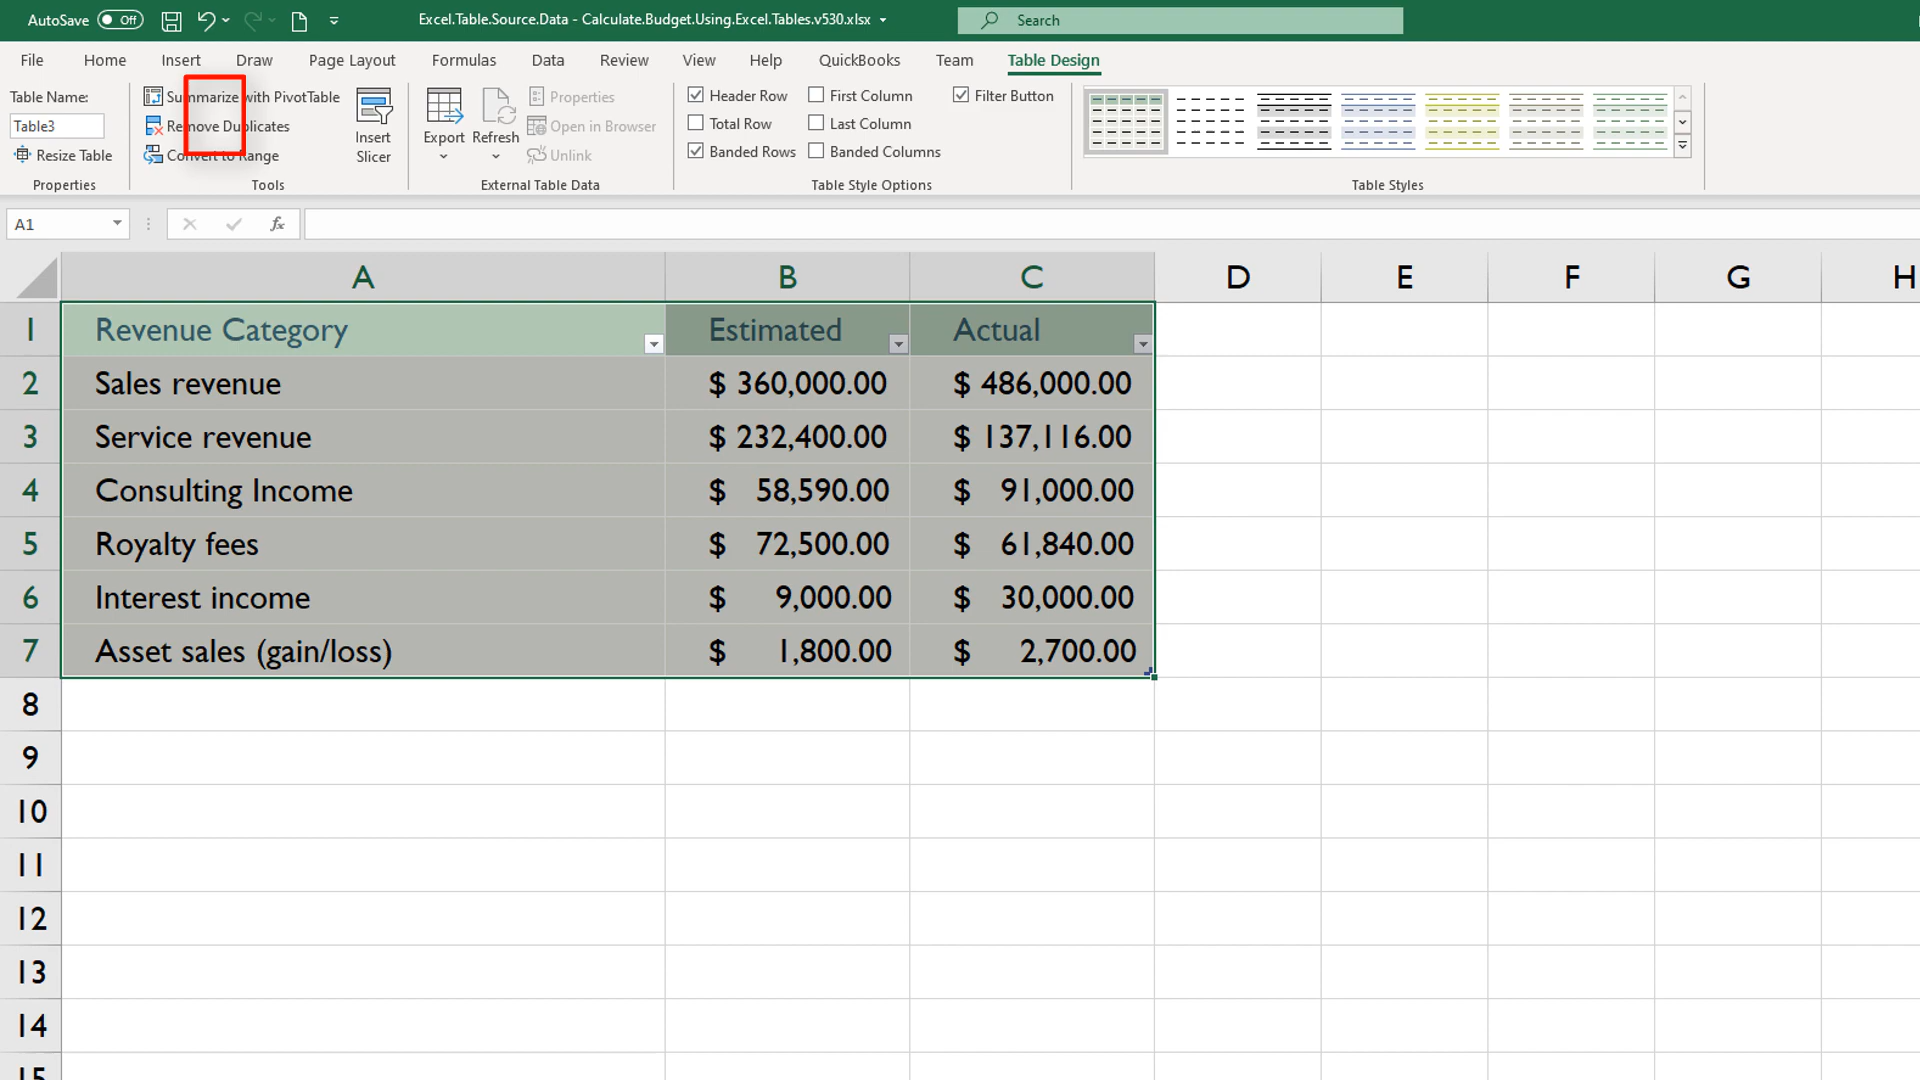 AutoSave Off Excel.Table.Source.Data - Calculate.Budget.Using.Excel.Tables.v530.xlsx Search
File Home Insert Draw Page Layout Formulas Data Review View Help QuickBooks Team Table Design
Table Name:
Table3
Resize Table
Properties
Summarize with PivotTable
Remove Duplicates
Convert to Range
Insert
Slicer
Tools
Export Refresh
Properties
Open in Browser
Unlink
External Table Data
Header Row First Column Filter Button
Total Row Last Column
Banded Rows Banded Columns
Table Style Options
Table Styles
A1 fx
A B C D E F G H
1 Revenue Category Estimated Actual
2 Sales revenue $ 360,000.00 $ 486,000.00
3 Service revenue $ 232,400.00 $ 137,116.00
4 Consulting Income $ 58,590.00 $ 91,000.00
5 Royalty fees $ 72,500.00 $ 61,840.00
6 Interest income $ 9,000.00 $ 30,000.00
7 Asset sales (gain/loss) $ 1,800.00 $ 2,700.00
8
9
10
11
12
13
14
15